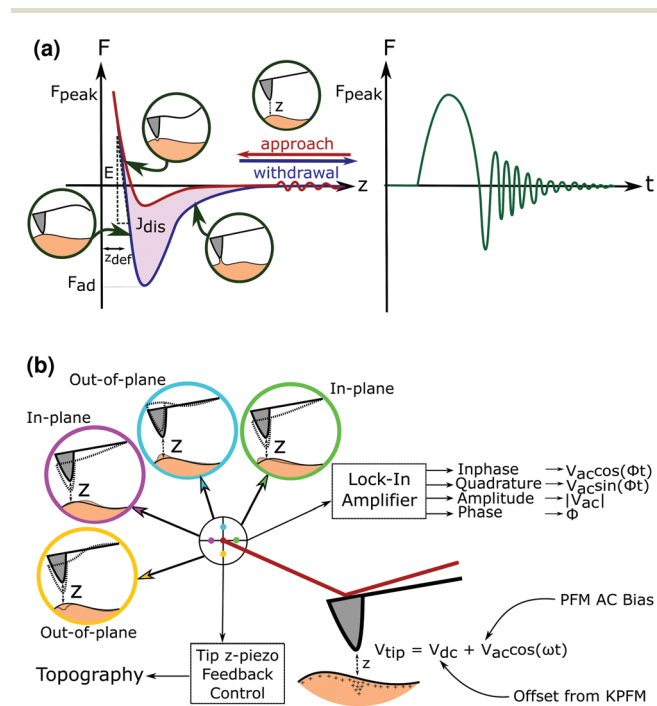 (a)
F
F
Fpeak
Fpeak
z
approach
withdrawal
z
t
E
Jdis
zdef
Fad
(b)
Out-of-plane
In-plane
In-plane
z
z
z
z
Out-of-plane
Lock-In
Amplifier
Inphase
Vaccos(Φt)
Quadrature
Vacsin(Φt)
Amplitude
|Vac|
Phase
Φ
PFM AC Bias
Vtip = Vdc + Vaccos(ωt)
z
Offset from KPFM
Tip z-piezo
Feedback
Control
Topography